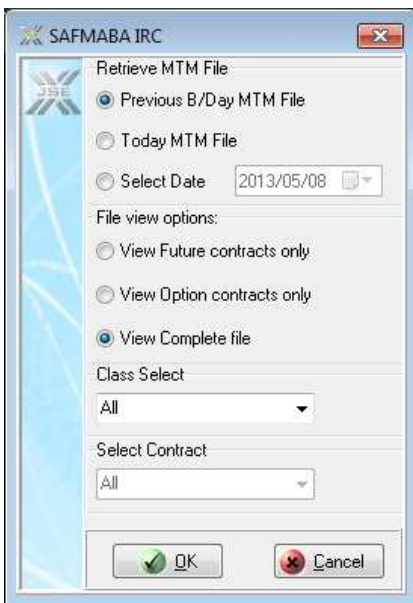 SAFMABA IRC
JSE
Retrieve MTM File
Previous B/Day MTM File
Today MTM File
Select Date 2013/05/08
File view options:
View Future contracts only
View Option contracts only
View Complete file
Class Select
All
Select Contract
All
OK Cancel